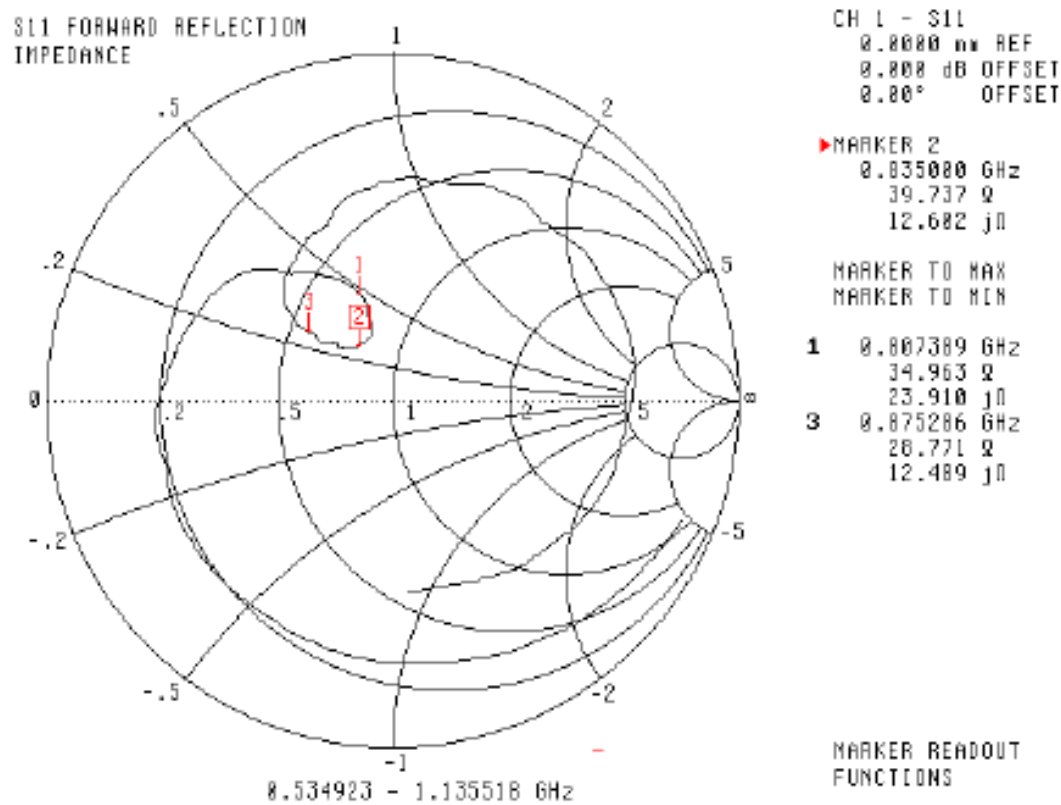 S11 FORWARD REFLECTION
IMPEDANCE
CH 1 - S11
0.0000 mm REF
0.000 dB OFFSET
0.00° OFFSET
MARKER 2
0.835080 GHz
39.737 Ω
12.602 jΩ
MARKER TO MAX
MARKER TO MIN
1 0.807389 GHz
34.963 Ω
23.910 jΩ
3 0.875286 GHz
28.771 Ω
12.489 jΩ
MARKER READOUT
FUNCTIONS
1
.5
2
.2
5
1
3
2
0
.2
.5
1
2
5
∞
-.2
-5
-.5
-2
-1
0.534923 - 1.135518 GHz